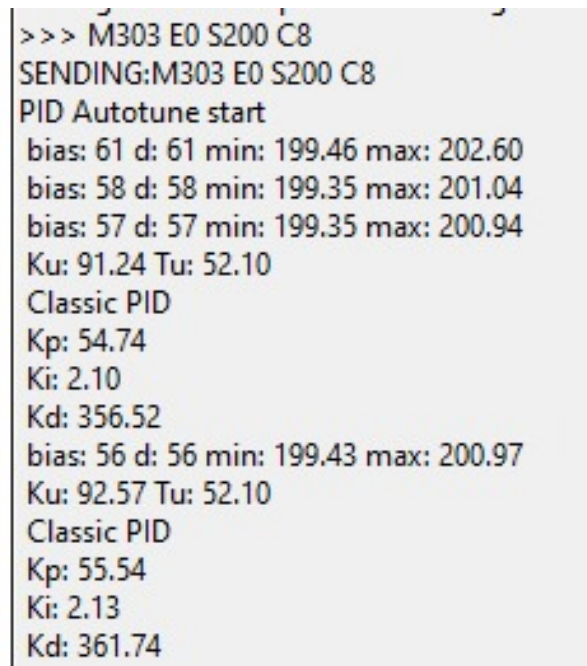 >>> M303 E0 S200 C8
SENDING:M303 E0 S200 C8
PID Autotune start
bias: 61 d: 61 min: 199.46 max: 202.60
bias: 58 d: 58 min: 199.35 max: 201.04
bias: 57 d: 57 min: 199.35 max: 200.94
Ku: 91.24 Tu: 52.10
Classic PID
Kp: 54.74
Ki: 2.10
Kd: 356.52
bias: 56 d: 56 min: 199.43 max: 200.97
Ku: 92.57 Tu: 52.10
Classic PID
Kp: 55.54
Ki: 2.13
Kd: 361.74